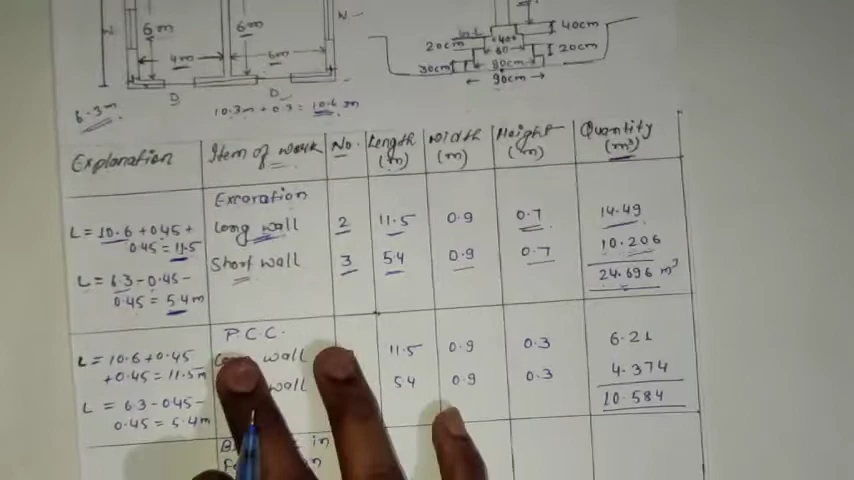 W
6m
6m
W
4m
6m
D
D
6.3m
10.3m + 0.3 = 10.6 m
40cm
20cm
40
60
20cm
30cm
80cm
90cm
Explanation Item of work No. Length (m) Width (m) Height (m) Quantity (m³)
Excavation
L = 10.6 + 0.45 + 0.45 = 11.5 Long wall 2 11.5 0.9 0.7 14.49
L = 6.3 - 0.45 - 0.45 = 5.4m Short wall 3 5.4 0.9 0.7 10.206
24.696 m³
P.C.C.
L = 10.6 + 0.45 + 0.45 = 11.5m Long wall 11.5 0.9 0.3 6.21
L = 6.3 - 0.45 - 0.45 = 5.4m wall 5.4 0.9 0.3 4.374
10.584
in